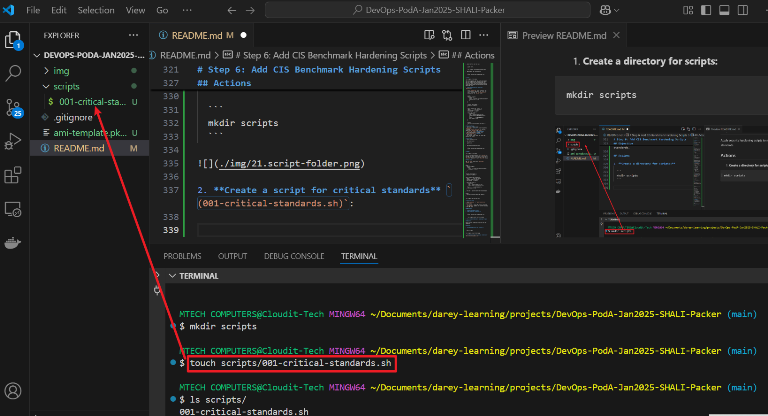 File Edit Selection View Go ··· DevOps-PodA-Jan2025-SHALI-Packer
EXPLORER ···
DEVOPS-PODA-JAN2025-...
img
scripts
001-critical-sta... U
.gitignore
ami-template.pk... U
README.md M
1
25
README.md M
README.md > # Step 6: Add CIS Benchmark Hardening Scripts > ## Actions
321 # Step 6: Add CIS Benchmark Hardening Scripts
327 ## Actions
330
```
mkdir scripts
```
335 ![](./img/21.script-folder.png)
336
337 2. **Create a script for critical standards** `
(001-critical-standards.sh)`:
338
339
Preview README.md
1. Create a directory for scripts:
mkdir scripts
PROBLEMS OUTPUT DEBUG CONSOLE TERMINAL
TERMINAL
MTECH COMPUTERS@Cloudit-Tech MINGW64 ~/Documents/darey-learning/projects/DevOps-PodA-Jan2025-SHALI-Packer (main)
$ mkdir scripts
MTECH COMPUTERS@Cloudit-Tech MINGW64 ~/Documents/darey-learning/projects/DevOps-PodA-Jan2025-SHALI-Packer (main)
$ touch scripts/001-critical-standards.sh
MTECH COMPUTERS@Cloudit-Tech MINGW64 ~/Documents/darey-learning/projects/DevOps-PodA-Jan2025-SHALI-Packer (main)
$ ls scripts/
001-critical-standards.sh